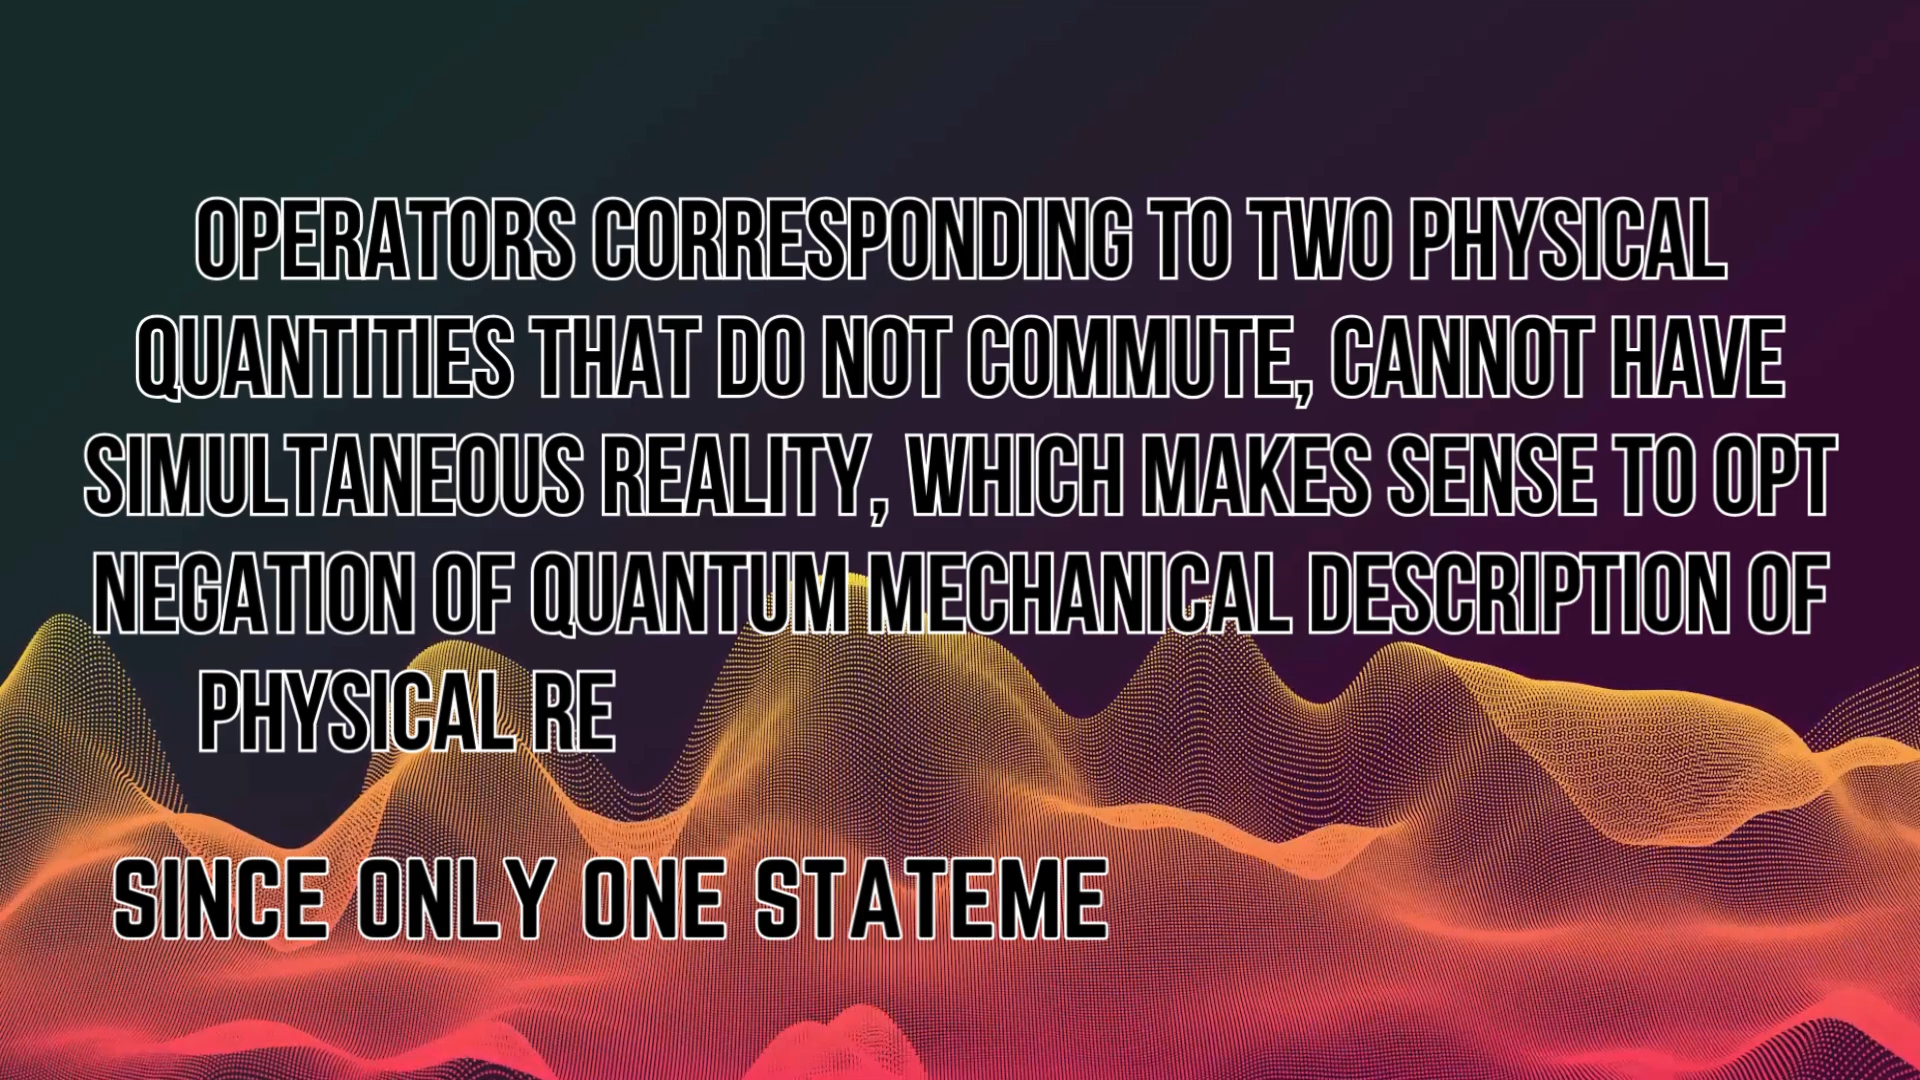 OPERATORS CORRESPONDING TO TWO PHYSICAL
QUANTITIES THAT DO NOT COMMUTE, CANNOT HAVE
SIMULTANEOUS REALITY, WHICH MAKES SENSE TO OPT
NEGATION OF QUANTUM MECHANICAL DESCRIPTION OF
PHYSICAL RE
SINCE ONLY ONE STATEME